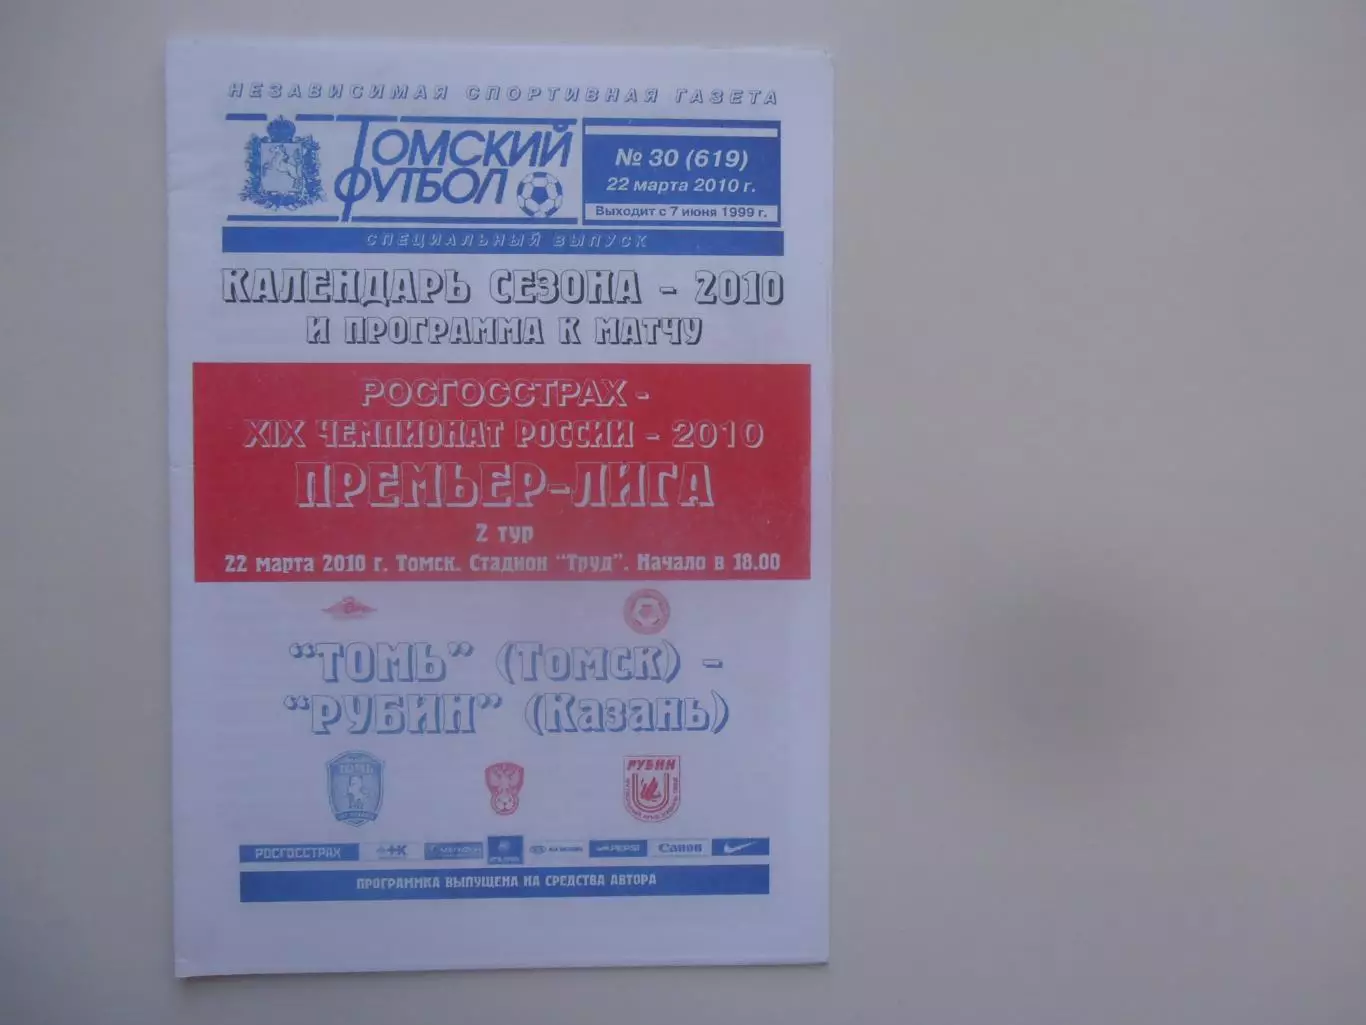 НЕЗАВИСИМАЯ СПОРТИВНАЯ ГАЗЕТА
ТОМСКИЙ
ФУТБОЛ
№ 30 (619)
22 марта 2010 г.
Выходит с 7 июня 1999 г.
СПЕЦИАЛЬНЫЙ ВЫПУСК
КАЛЕНДАРЬ СЕЗОНА - 2010
И ПРОГРАММА К МАТЧУ
РОСГОССТРАХ -
XIX ЧЕМПИОНАТ РОССИИ - 2010
ПРЕМЬЕР-ЛИГА
2 тур
22 марта 2010 г. Томск. Стадион "Труд". Начало в 18.00
"ТОМЬ" (Томск) -
"РУБИН" (Казань)
ТОМЬ
РУБИН
РОСГОССТРАХ
PEPSI
Canon
ПРОГРАММКА ВЫПУЩЕНА НА СРЕДСТВА АВТОРА